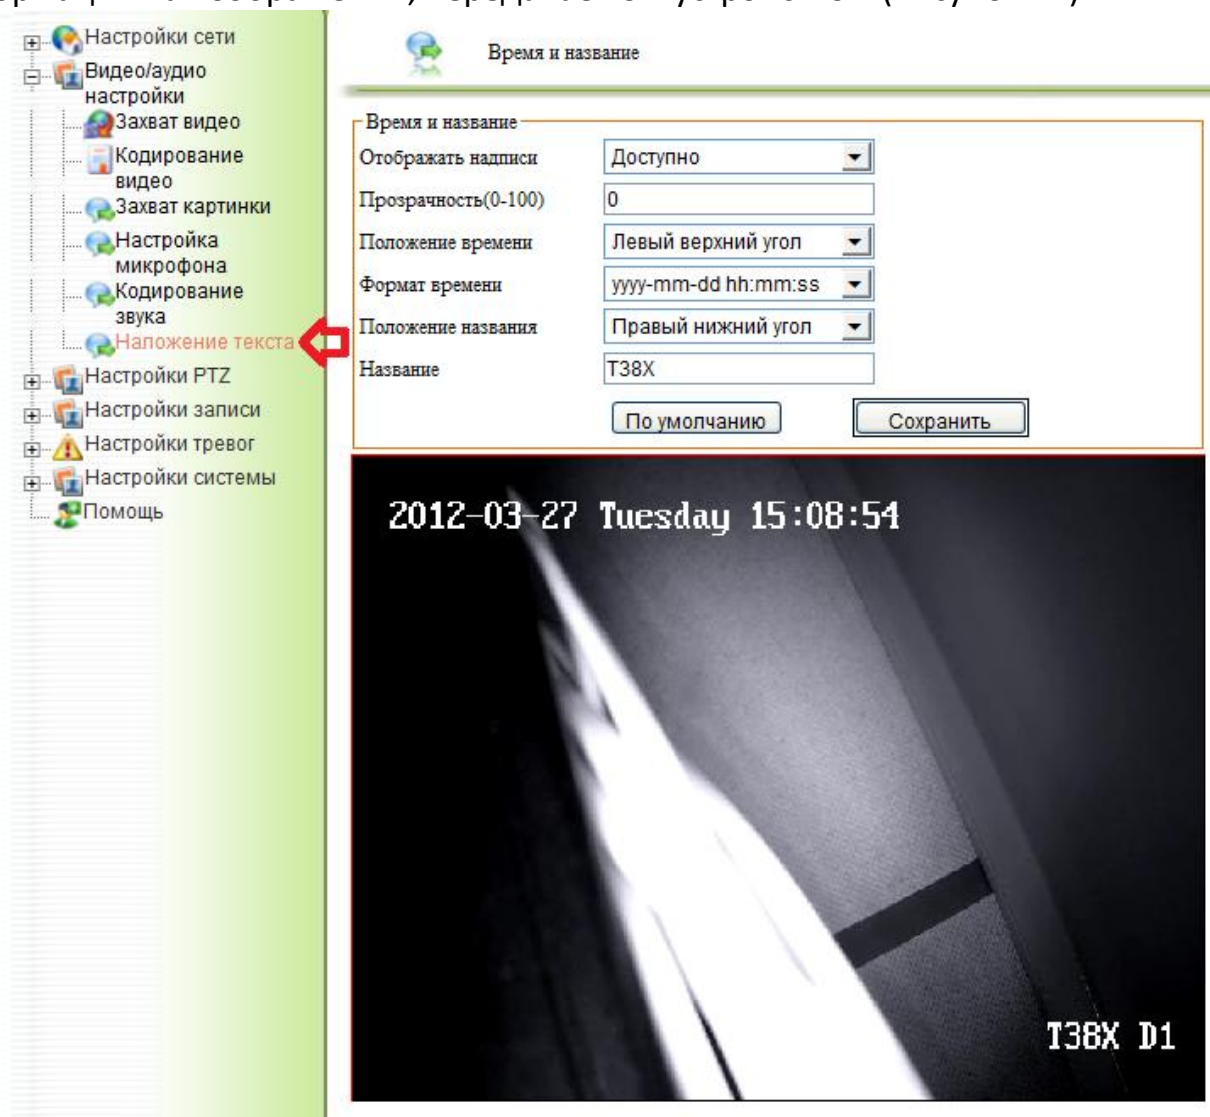 Настройки сети
Видео/аудио
настройки
Захват видео
Кодирование
видео
Захват картинки
Настройка
микрофона
Кодирование
звука
Наложение текста
Настройки PTZ
Настройки записи
Настройки тревог
Настройки системы
Помощь
Время и название
Время и название
Отображать надписи Доступно
Прозрачность(0-100) 0
Положение времени Левый верхний угол
Формат времени yyyy-mm-dd hh:mm:ss
Положение названия Правый нижний угол
Название T38X
По умолчанию Сохранить
2012-03-27 Tuesday 15:08:54
T38X D1